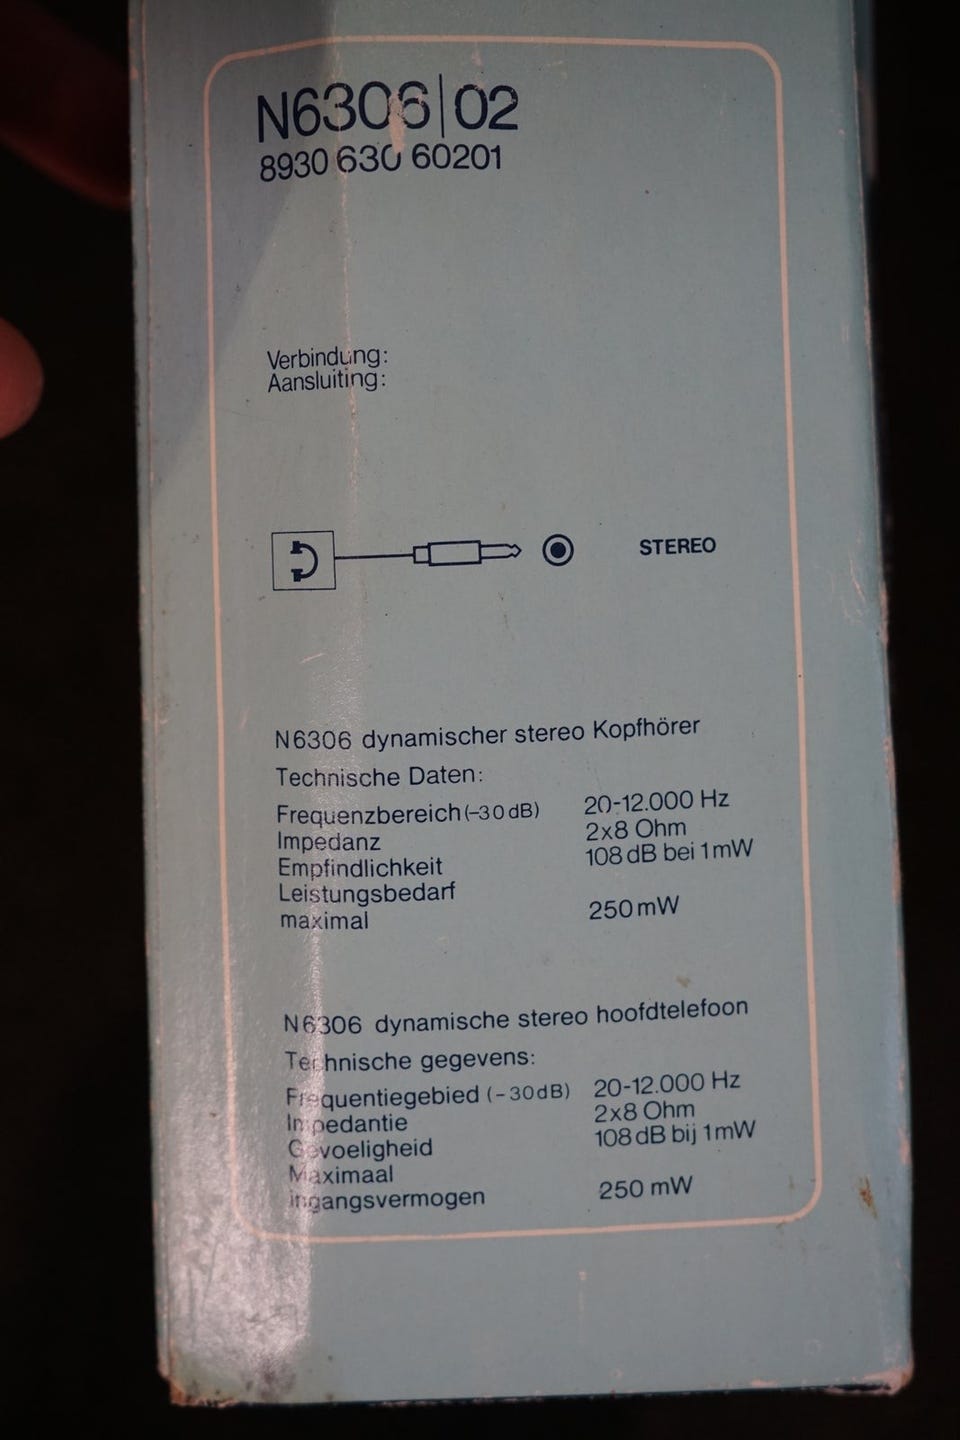 N6306|02
8930 630 60201
Verbindung:
Aansluiting:
STEREO
N6306 dynamischer stereo Kopfhörer
Technische Daten:
Frequenzbereich (-30 dB) 20-12.000 Hz
Impedanz 2x8 Ohm
Empfindlichkeit 108 dB bei 1 mW
Leistungsbedarf
maximal 250 mW
N6306 dynamische stereo hoofdtelefoon
Technische gegevens:
Frequentiegebied (-30 dB) 20-12.000 Hz
Impedantie 2x8 Ohm
Gevoeligheid 108 dB bij 1 mW
Maximaal
ingangsvermogen 250 mW